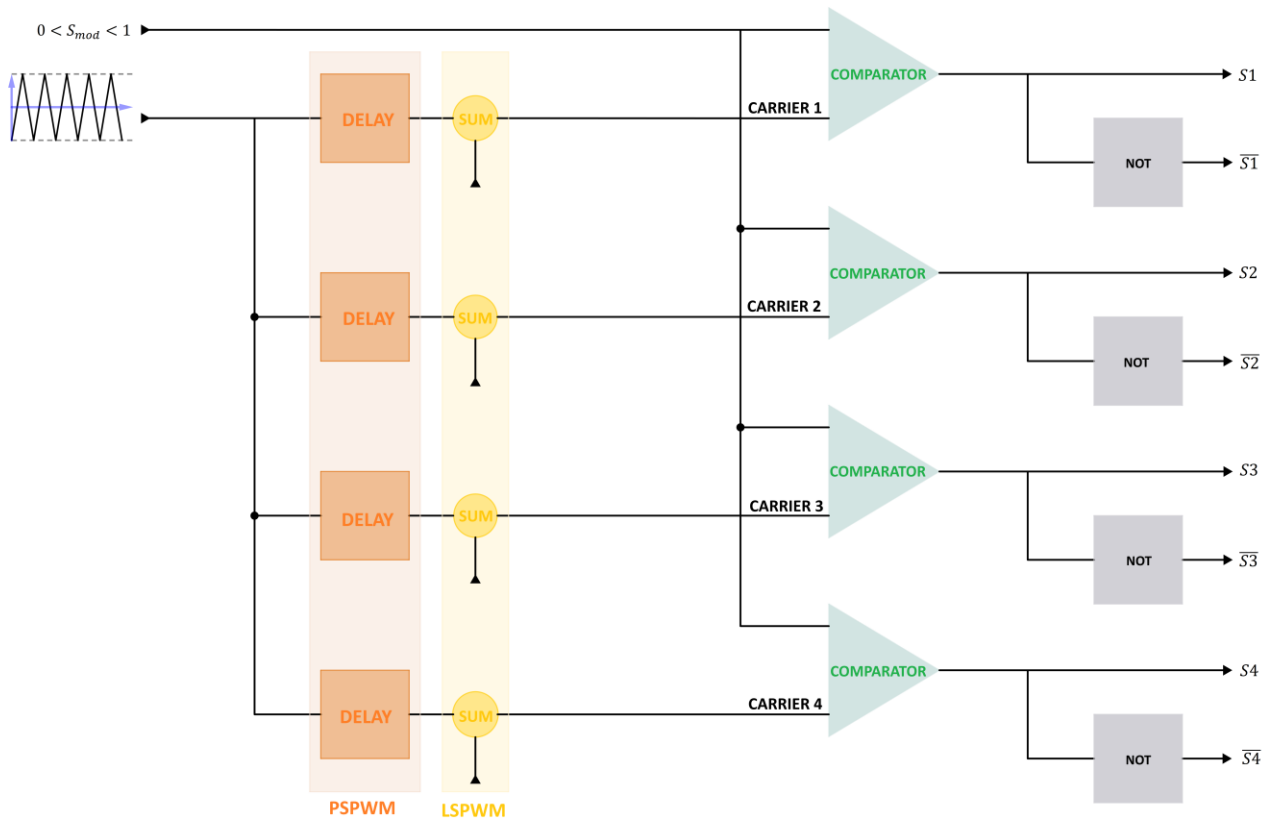 0 < S_mod < 1
COMPARATOR
S1
DELAY
SUM
CARRIER 1
NOT
S̅1̅
COMPARATOR
S2
DELAY
SUM
CARRIER 2
NOT
S̅2̅
COMPARATOR
S3
DELAY
SUM
CARRIER 3
NOT
S̅3̅
COMPARATOR
S4
DELAY
SUM
CARRIER 4
NOT
S̅4̅
PSPWM
LSPWM